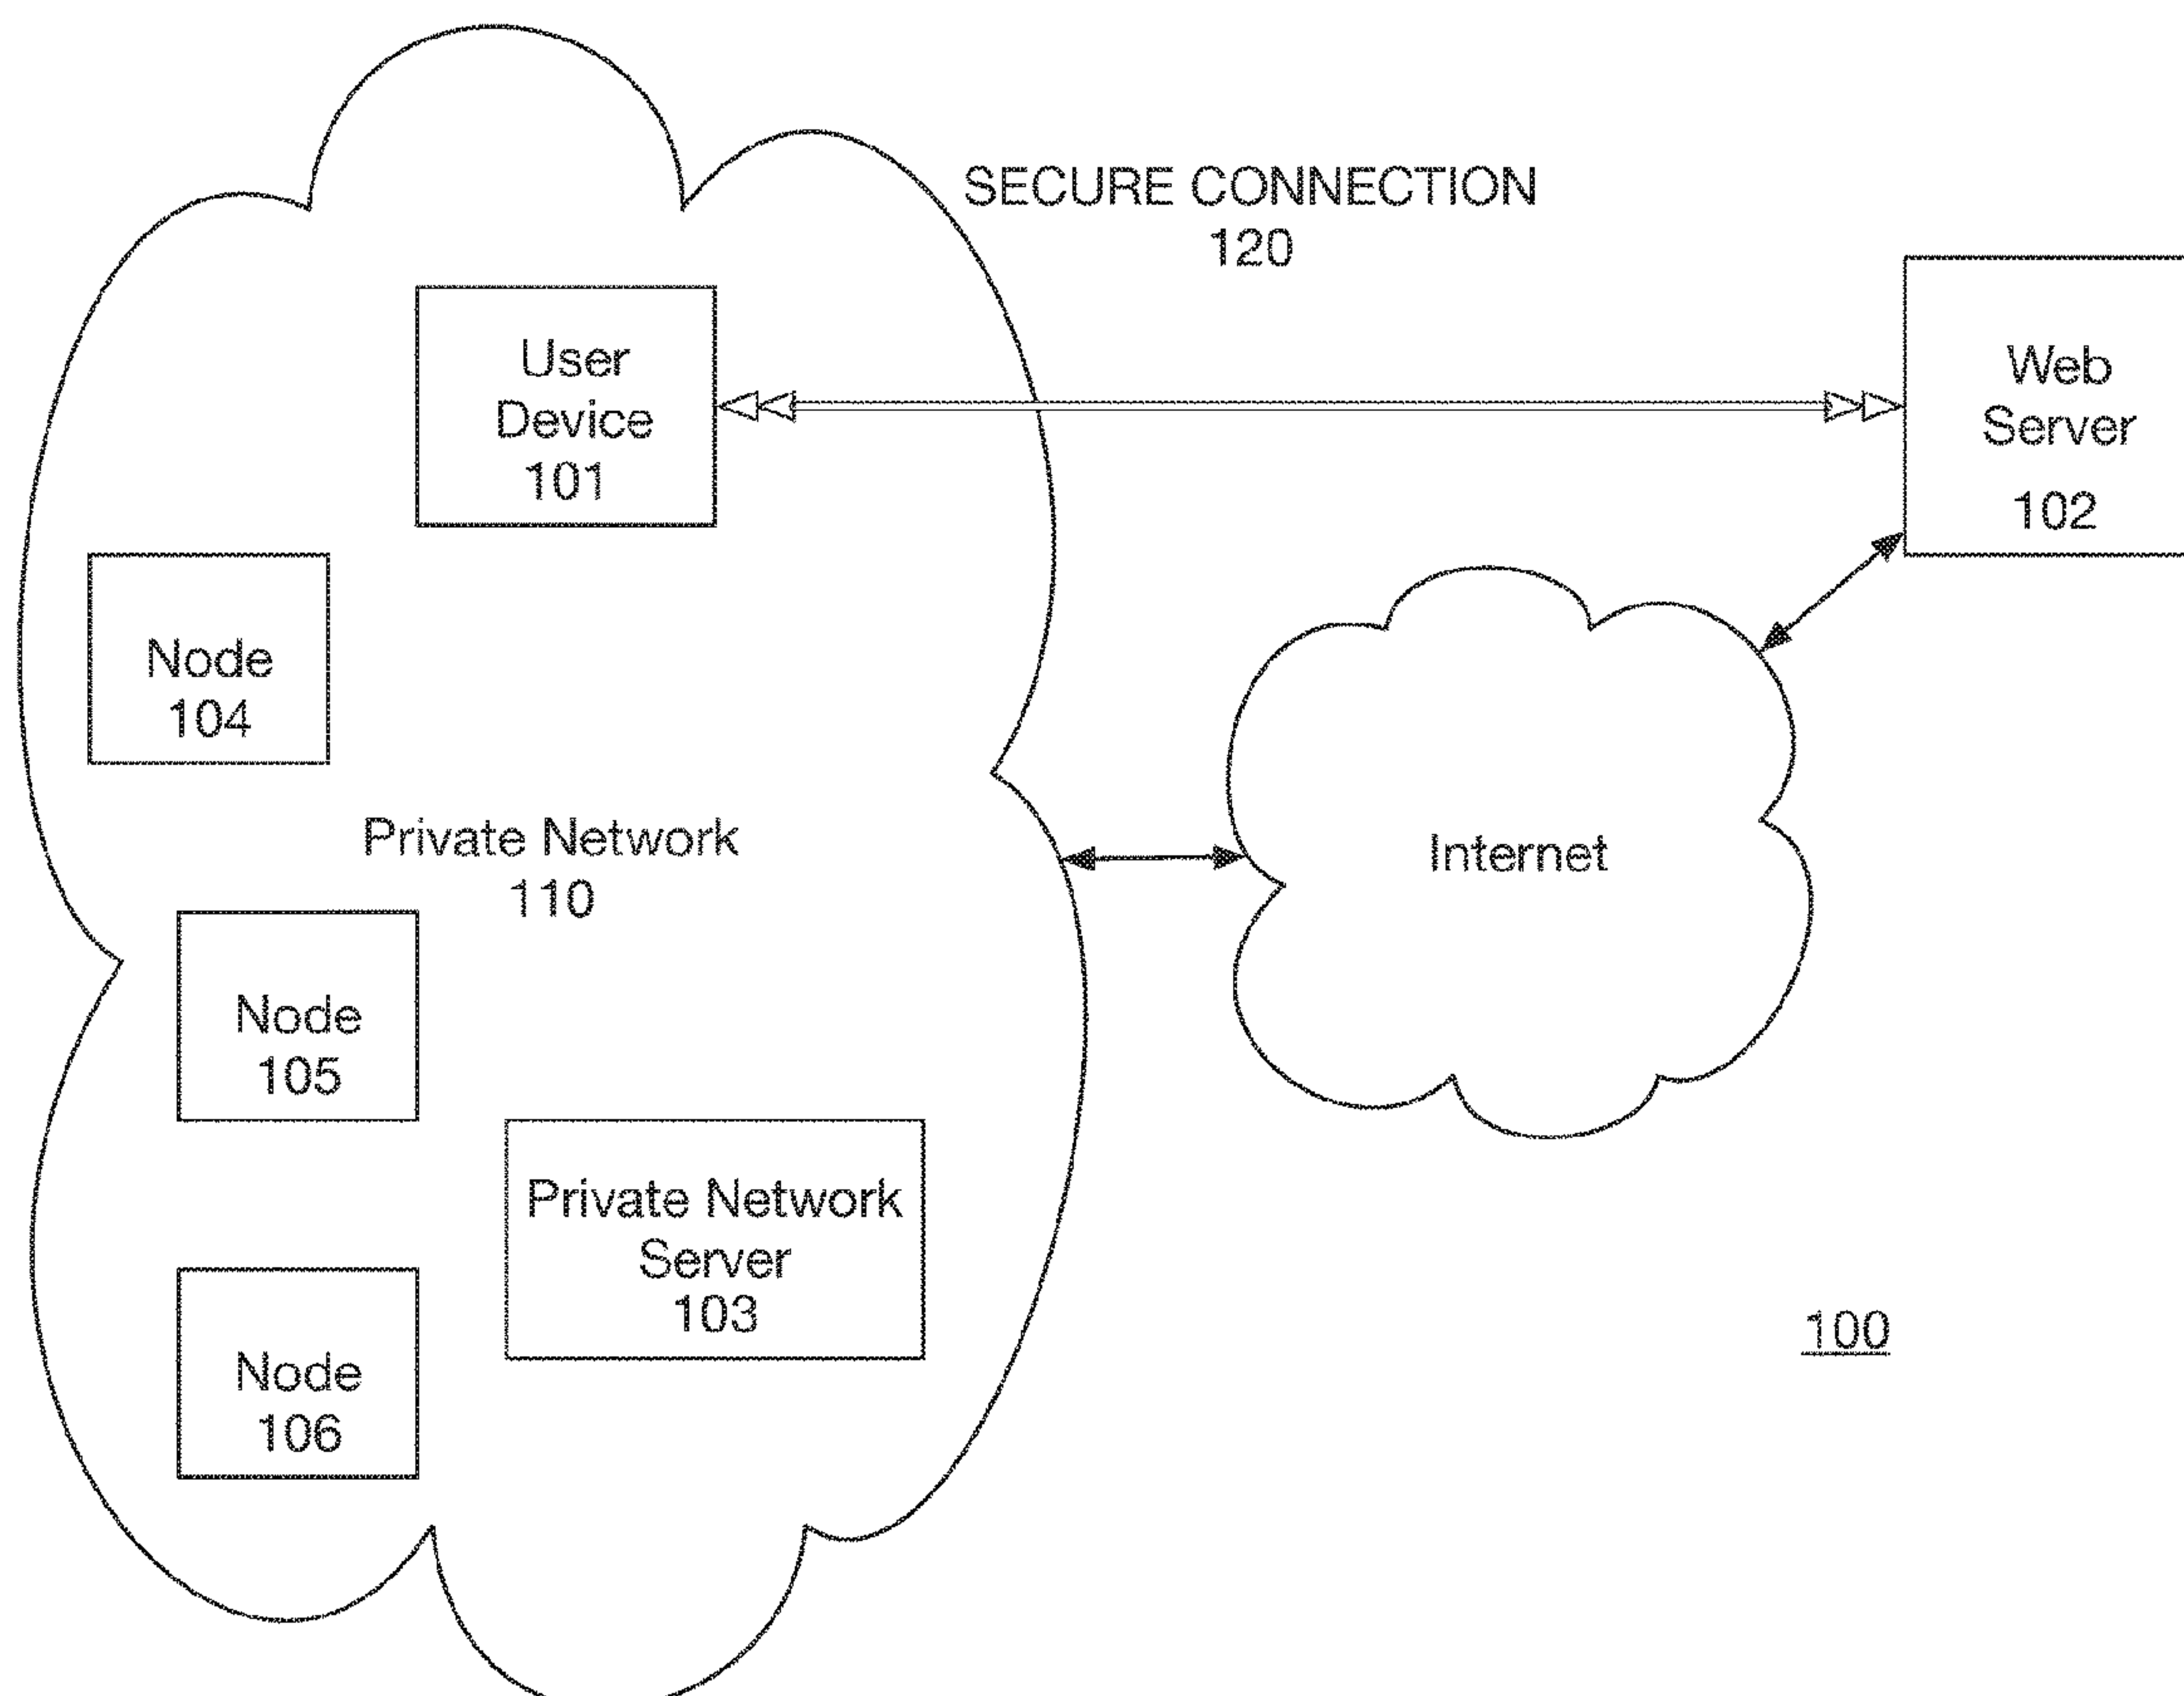 SECURE CONNECTION
120
User
Device
101
Web
Server
102
Node
104
Private Network
110
Internet
Node
105
Private Network
Server
103
Node
106
100